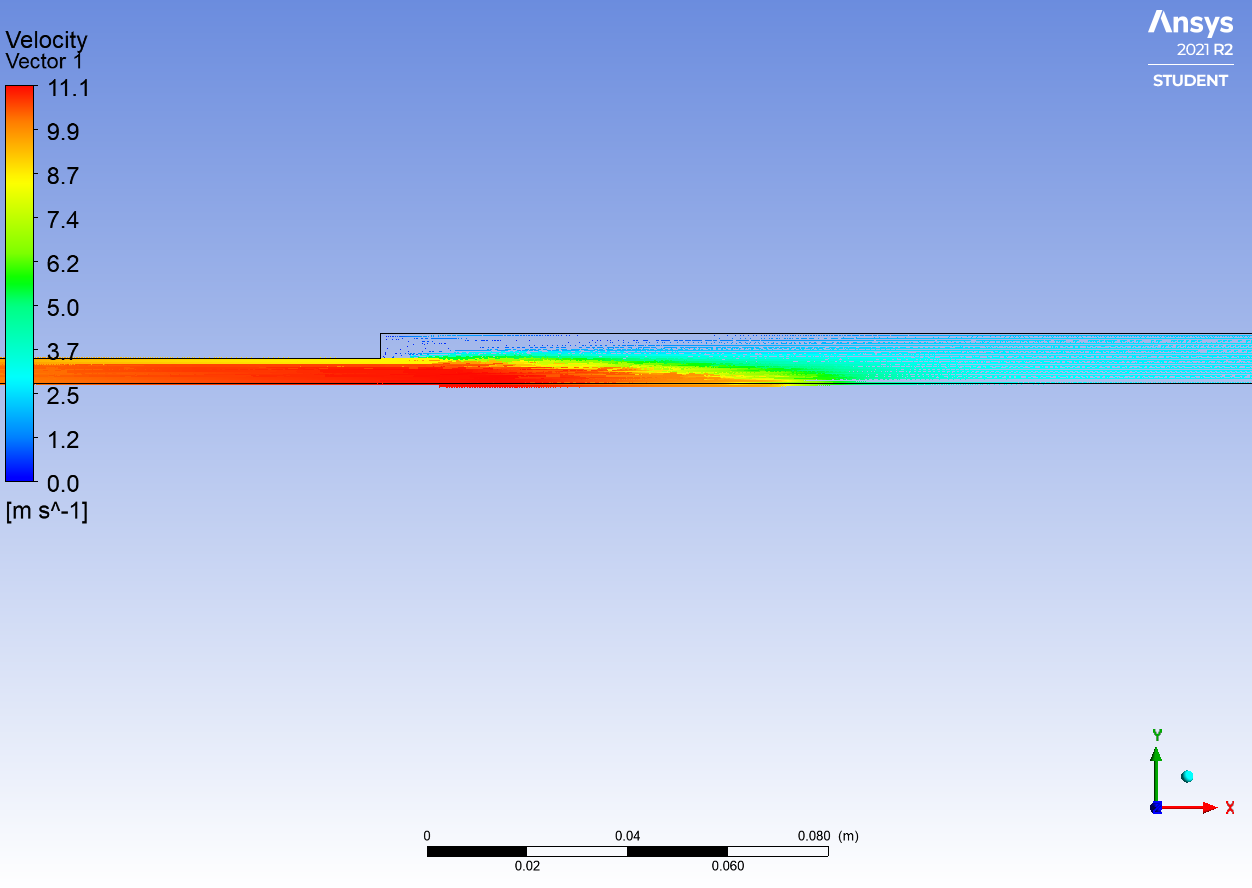 Velocity
Vector 1
11.1
9.9
8.7
7.4
6.2
5.0
3.7
2.5
1.2
0.0
[m s^-1]
Ansys
2021 R2
STUDENT
Y
X
0 0.04 0.080 (m)
0.02 0.060